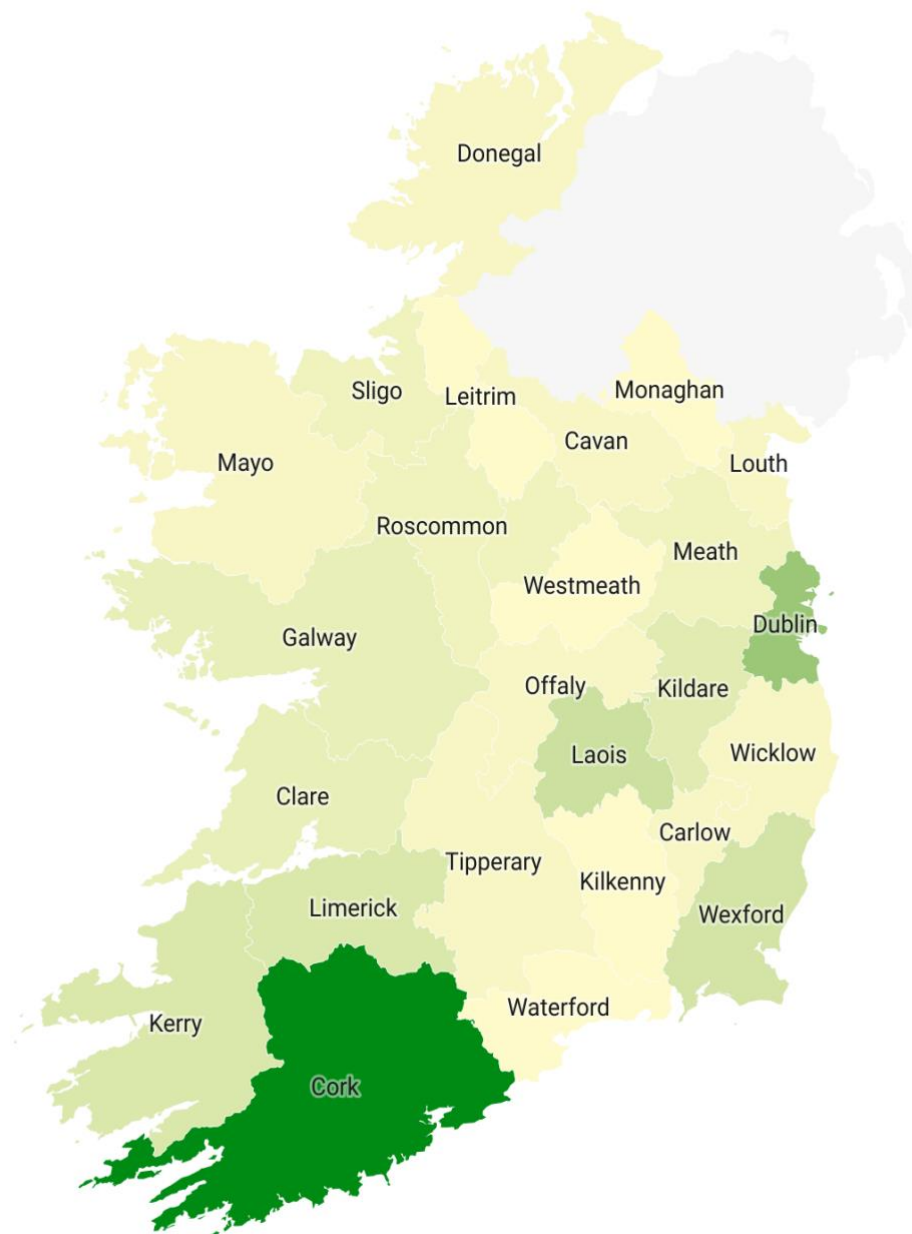 Donegal
Sligo
Leitrim
Monaghan
Cavan
Mayo
Louth
Roscommon
Meath
Westmeath
Dublin
Galway
Offaly
Kildare
Laois
Wicklow
Clare
Carlow
Tipperary
Kilkenny
Limerick
Wexford
Waterford
Kerry
Cork